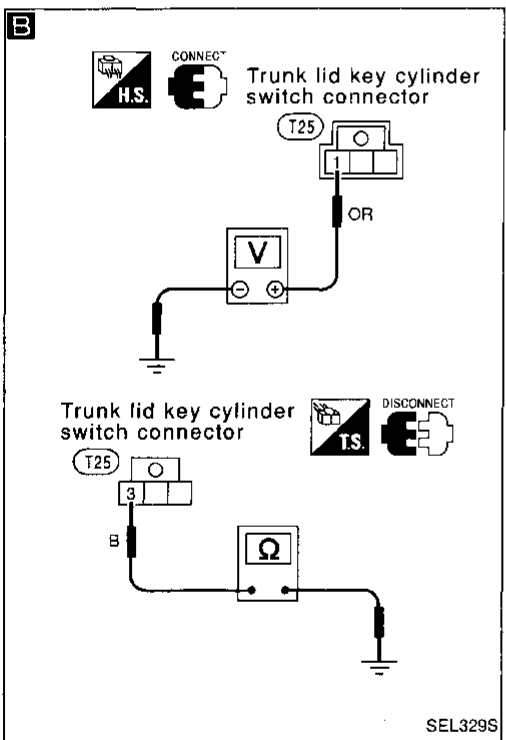 B
CONNECT
H.S.
Trunk lid key cylinder
switch connector
T25
1
OR
V
− +
Trunk lid key cylinder
switch connector
DISCONNECT
T.S.
T25
3
B
Ω
SEL329S